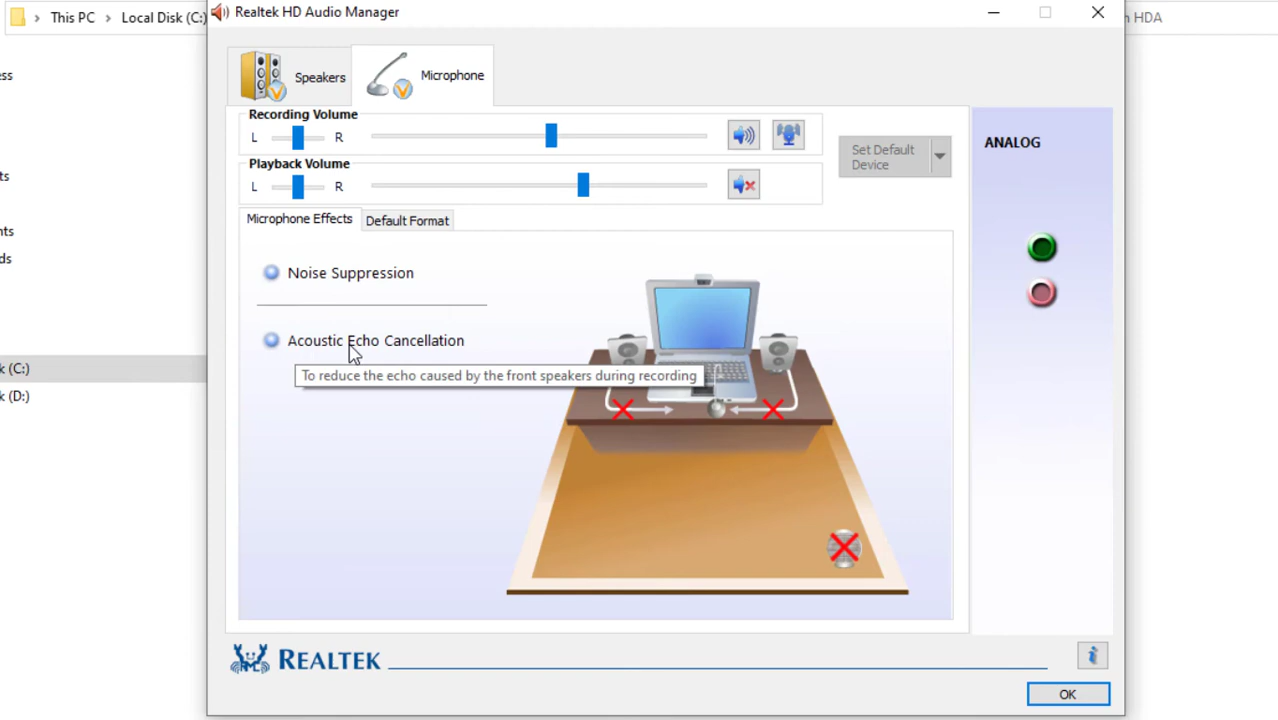 This PC
Local Disk (C:)
Realtek HD Audio Manager
HDA
Speakers
Microphone
Recording Volume
L
R
Playback Volume
L
R
Set Default
Device
ANALOG
Microphone Effects
Default Format
Noise Suppression
Acoustic Echo Cancellation
To reduce the echo caused by the front speakers during recording
ess
ts
nts
ds
k (C:)
k (D:)
REALTEK
OK